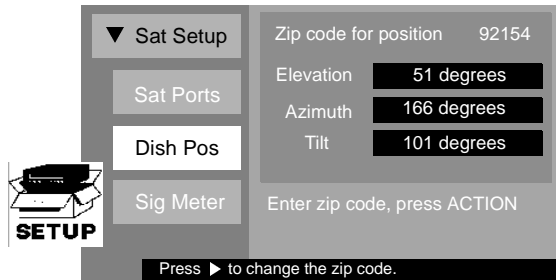 ▼ Sat Setup
Sat Ports
Dish Pos
Sig Meter
SETUP
Zip code for position 92154
Elevation 51 degrees
Azimuth 166 degrees
Tilt 101 degrees
Enter zip code, press ACTION
Press ▶ to change the zip code.